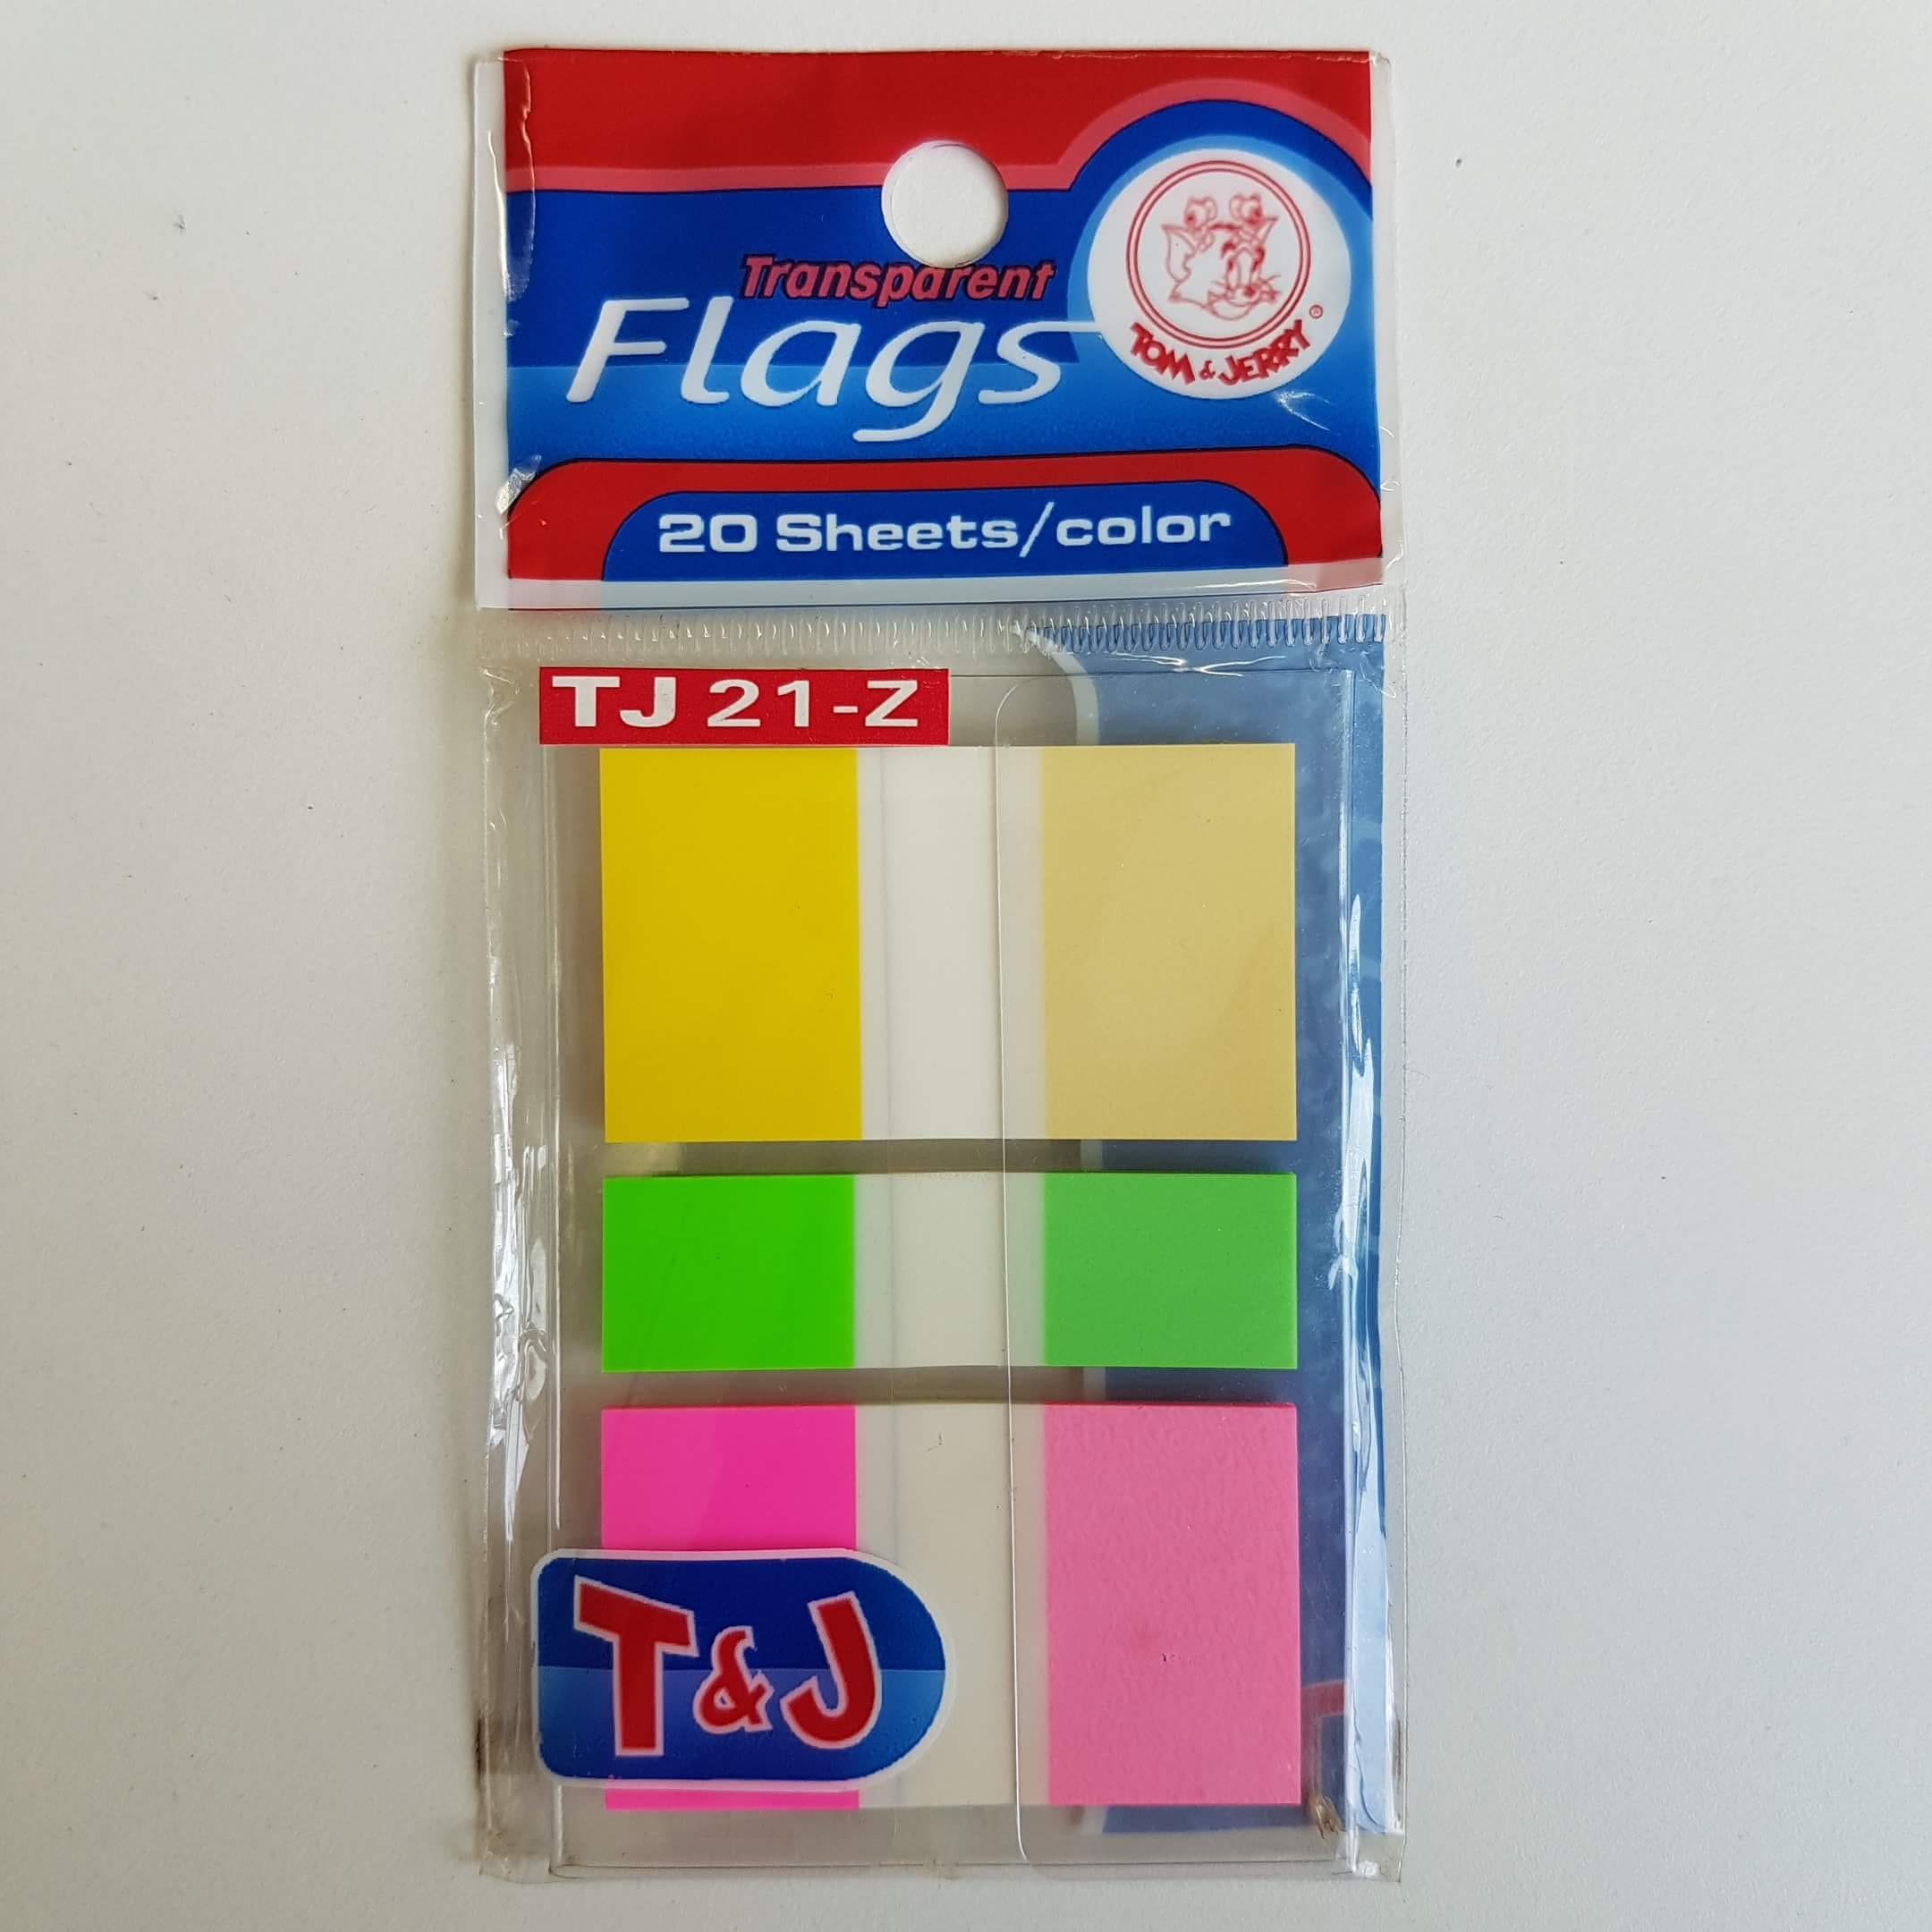 Transparent
Flags
TOM & JERRY ®
20 Sheets/color
TJ 21-Z
T&J